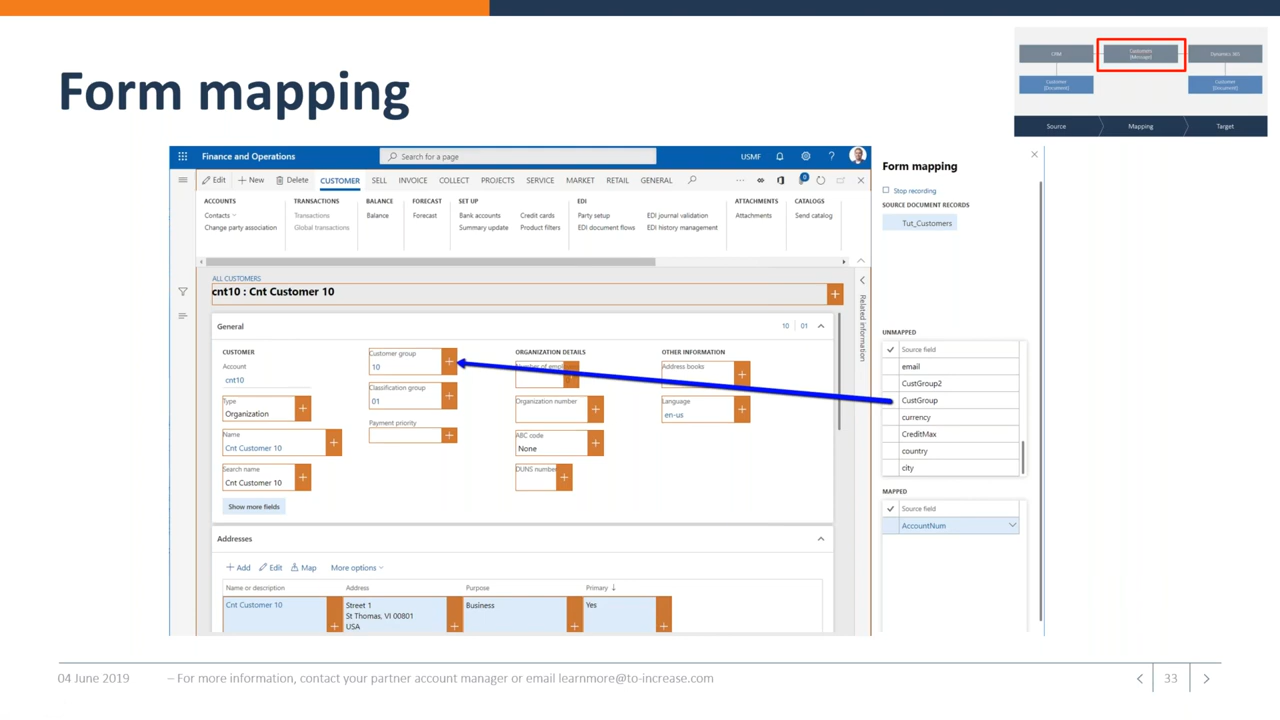 Form mapping
CRM
Customers
[Message]
Dynamics 365
Customer
[Document]
Customer
[Document]
Source
Mapping
Target
Finance and Operations
Search for a page
USMF
?
Edit
New
Delete
CUSTOMER
SELL
INVOICE
COLLECT
PROJECTS
SERVICE
MARKET
RETAIL
GENERAL
...
0
ACCOUNTS
Contacts
Change party association
TRANSACTIONS
Transactions
Global transactions
BALANCE
Balance
FORECAST
Forecast
SET UP
Bank accounts
Summary update
Credit cards
Product filters
EDI
Party setup
EDI document flows
EDI journal validation
EDI history management
ATTACHMENTS
Attachments
CATALOGS
Send catalog
ALL CUSTOMERS
cnt10 : Cnt Customer 10
Related information
General
10
01
CUSTOMER
Account
cnt10
Type
Organization
Name
Cnt Customer 10
Search name
Cnt Customer 10
Show more fields
Customer group
10
Classification group
01
Payment priority
ORGANIZATION DETAILS
Number of
Organization number
ABC code
None
DUNS number
OTHER INFORMATION
Address books
Language
en-us
Addresses
Add
Edit
Map
More options
Name or description
Address
Purpose
Primary
Cnt Customer 10
Street 1
St Thomas, VI 00801
USA
Business
Yes
Form mapping
Stop recording
SOURCE DOCUMENT RECORDS
Tut_Customers
UNMAPPED
Source field
email
CustGroup2
CustGroup
currency
CreditMax
country
city
MAPPED
Source field
AccountNum
04 June 2019
– For more information, contact your partner account manager or email learnmore@to-increase.com
33